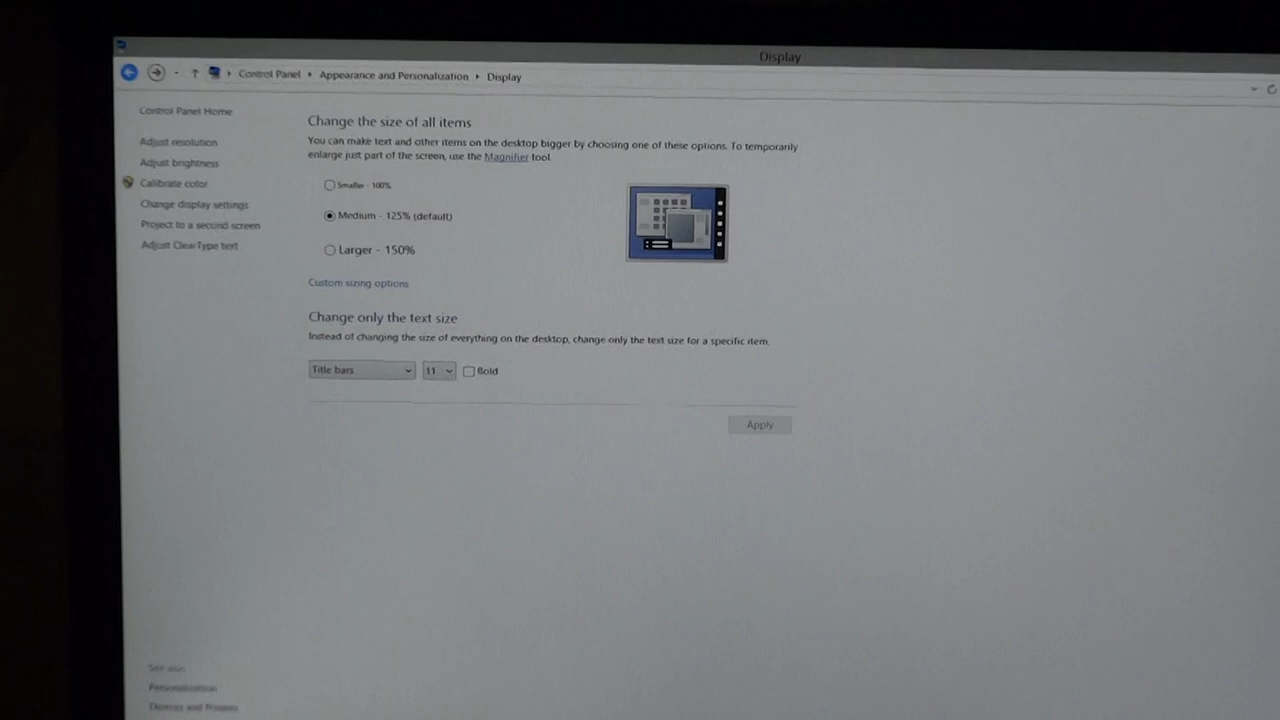 Display
Control Panel Appearance and Personalization Display
Control Panel Home
Adjust resolution
Adjust brightness
Calibrate color
Change display settings
Project to a second screen
Adjust ClearType text
Change the size of all items
You can make text and other items on the desktop bigger by choosing one of these options. To temporarily
enlarge just part of the screen, use the Magnifier tool.
Smaller - 100%
Medium - 125% (default)
Larger - 150%
Custom sizing options
Change only the text size
Instead of changing the size of everything on the desktop, change only the text size for a specific item.
Title bars 11 Bold
Apply
See also
Personalization
Devices and Printers